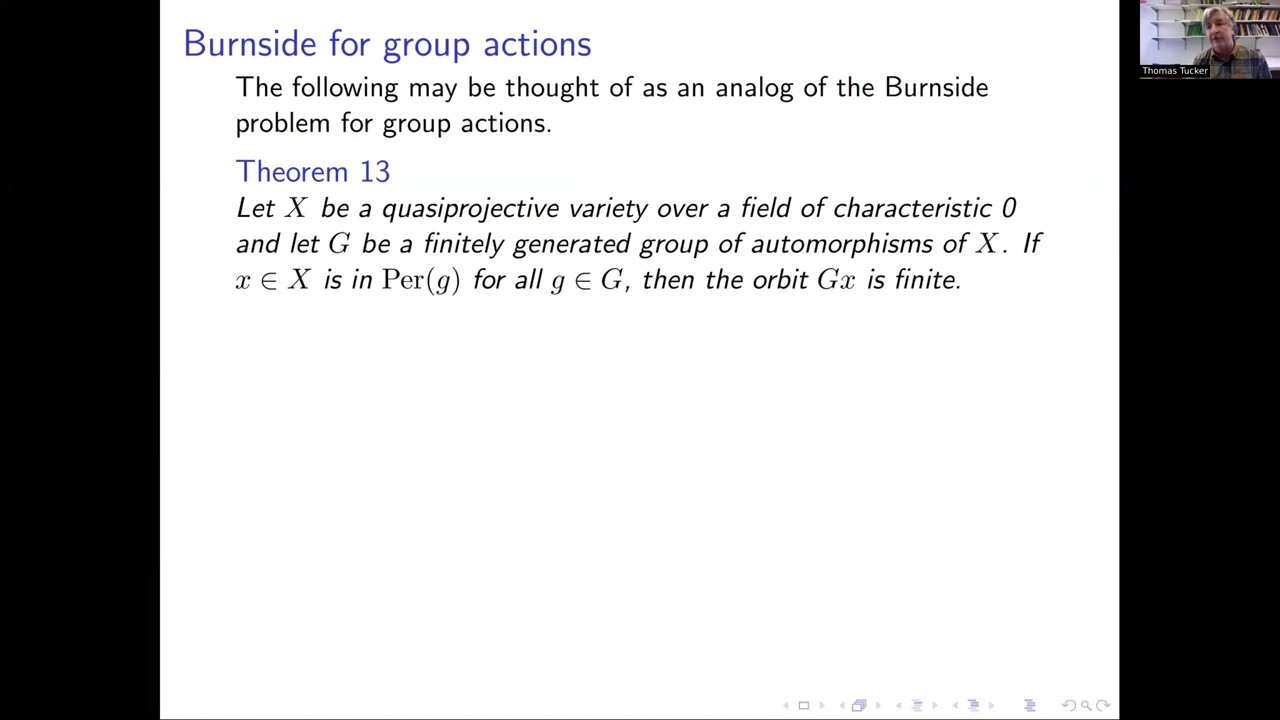 Burnside for group actions
The following may be thought of as an analog of the Burnside
problem for group actions.
Theorem 13
Let X be a quasiprojective variety over a field of characteristic 0
and let G be a finitely generated group of automorphisms of X. If
x ∈ X is in Per(g) for all g ∈ G, then the orbit Gx is finite.
Thomas Tucker